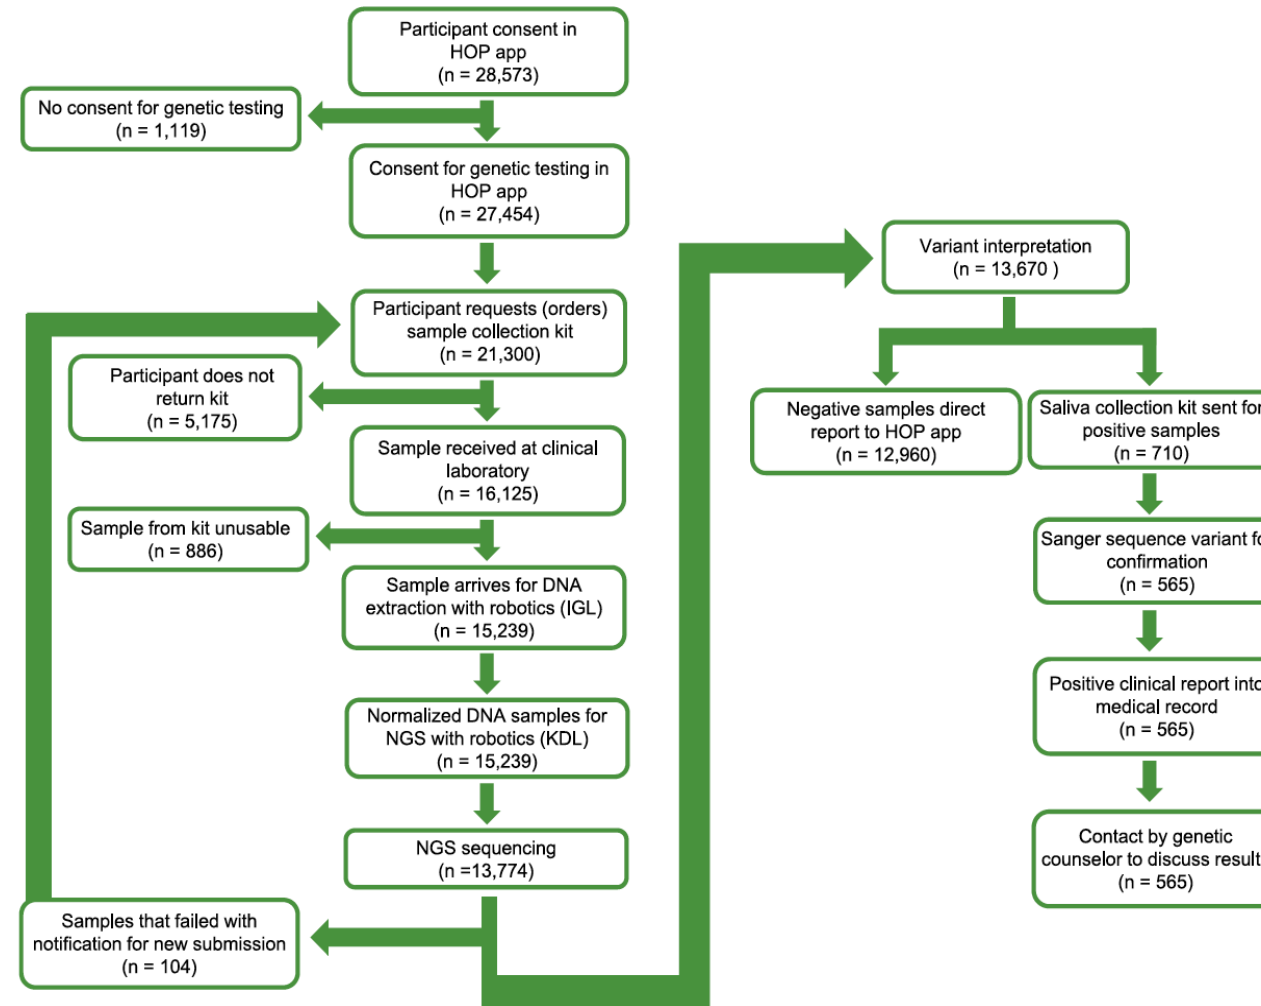 Participant consent in
HOP app
(n = 28,573)
No consent for genetic testing
(n = 1,119)
Consent for genetic testing in
HOP app
(n = 27,454)
Participant requests (orders)
sample collection kit
(n = 21,300)
Participant does not
return kit
(n = 5,175)
Sample received at clinical
laboratory
(n = 16,125)
Sample from kit unusable
(n = 886)
Sample arrives for DNA
extraction with robotics (IGL)
(n = 15,239)
Normalized DNA samples for
NGS with robotics (KDL)
(n = 15,239)
NGS sequencing
(n =13,774)
Samples that failed with
notification for new submission
(n = 104)
Variant interpretation
(n = 13,670 )
Negative samples direct
report to HOP app
(n = 12,960)
Saliva collection kit sent for
positive samples
(n = 710)
Sanger sequence variant fo
confirmation
(n = 565)
Positive clinical report into
medical record
(n = 565)
Contact by genetic
counselor to discuss result
(n = 565)